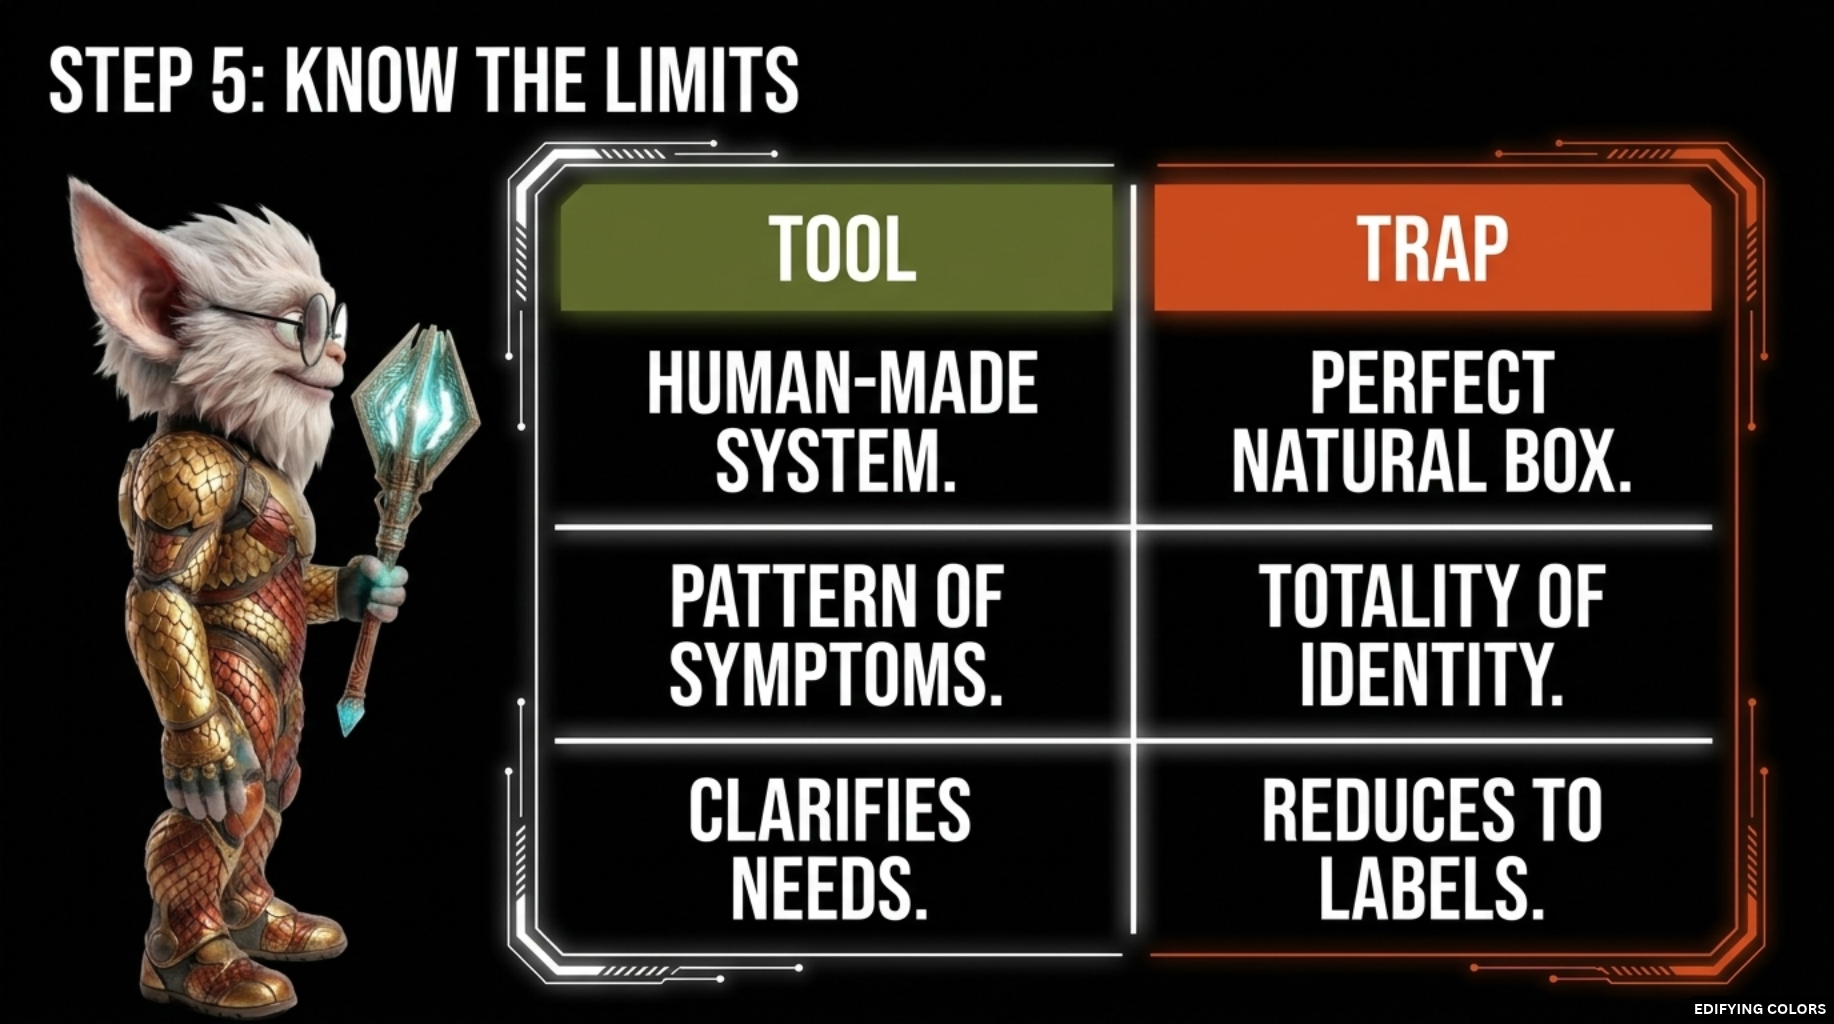 STEP 5: KNOW THE LIMITS
TOOL
TRAP
HUMAN-MADE
SYSTEM.
PERFECT
NATURAL BOX.
PATTERN OF
SYMPTOMS.
TOTALITY OF
IDENTITY.
CLARIFIES
NEEDS.
REDUCES TO
LABELS.
EDIFYING COLORS